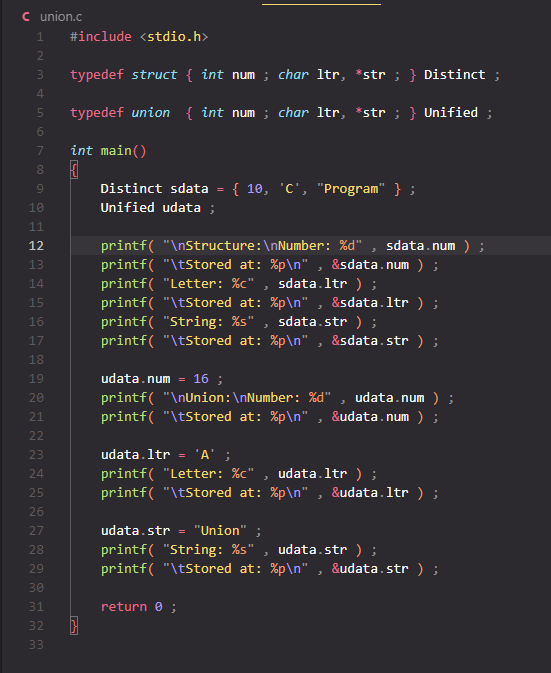 C union.c
1 #include <stdio.h>
2
3 typedef struct { int num ; char ltr, *str ; } Distinct ;
4
5 typedef union  { int num ; char ltr, *str ; } Unified ;
6
7 int main()
8 {
9     Distinct sdata = { 10, 'C', "Program" } ;
10     Unified udata ;
11
12     printf( "\nStructure:\nNumber: %d" , sdata.num ) ;
13     printf( "\tStored at: %p\n" , &sdata.num ) ;
14     printf( "Letter: %c" , sdata.ltr ) ;
15     printf( "\tStored at: %p\n" , &sdata.ltr ) ;
16     printf( "String: %s" , sdata.str ) ;
17     printf( "\tStored at: %p\n" , &sdata.str ) ;
18
19     udata.num = 16 ;
20     printf( "\nUnion:\nNumber: %d" , udata.num ) ;
21     printf( "\tStored at: %p\n" , &udata.num ) ;
22
23     udata.ltr = 'A' ;
24     printf( "Letter: %c" , udata.ltr ) ;
25     printf( "\tStored at: %p\n" , &udata.ltr ) ;
26
27     udata.str = "Union" ;
28     printf( "String: %s" , udata.str ) ;
29     printf( "\tStored at: %p\n" , &udata.str ) ;
30
31     return 0 ;
32 }
33